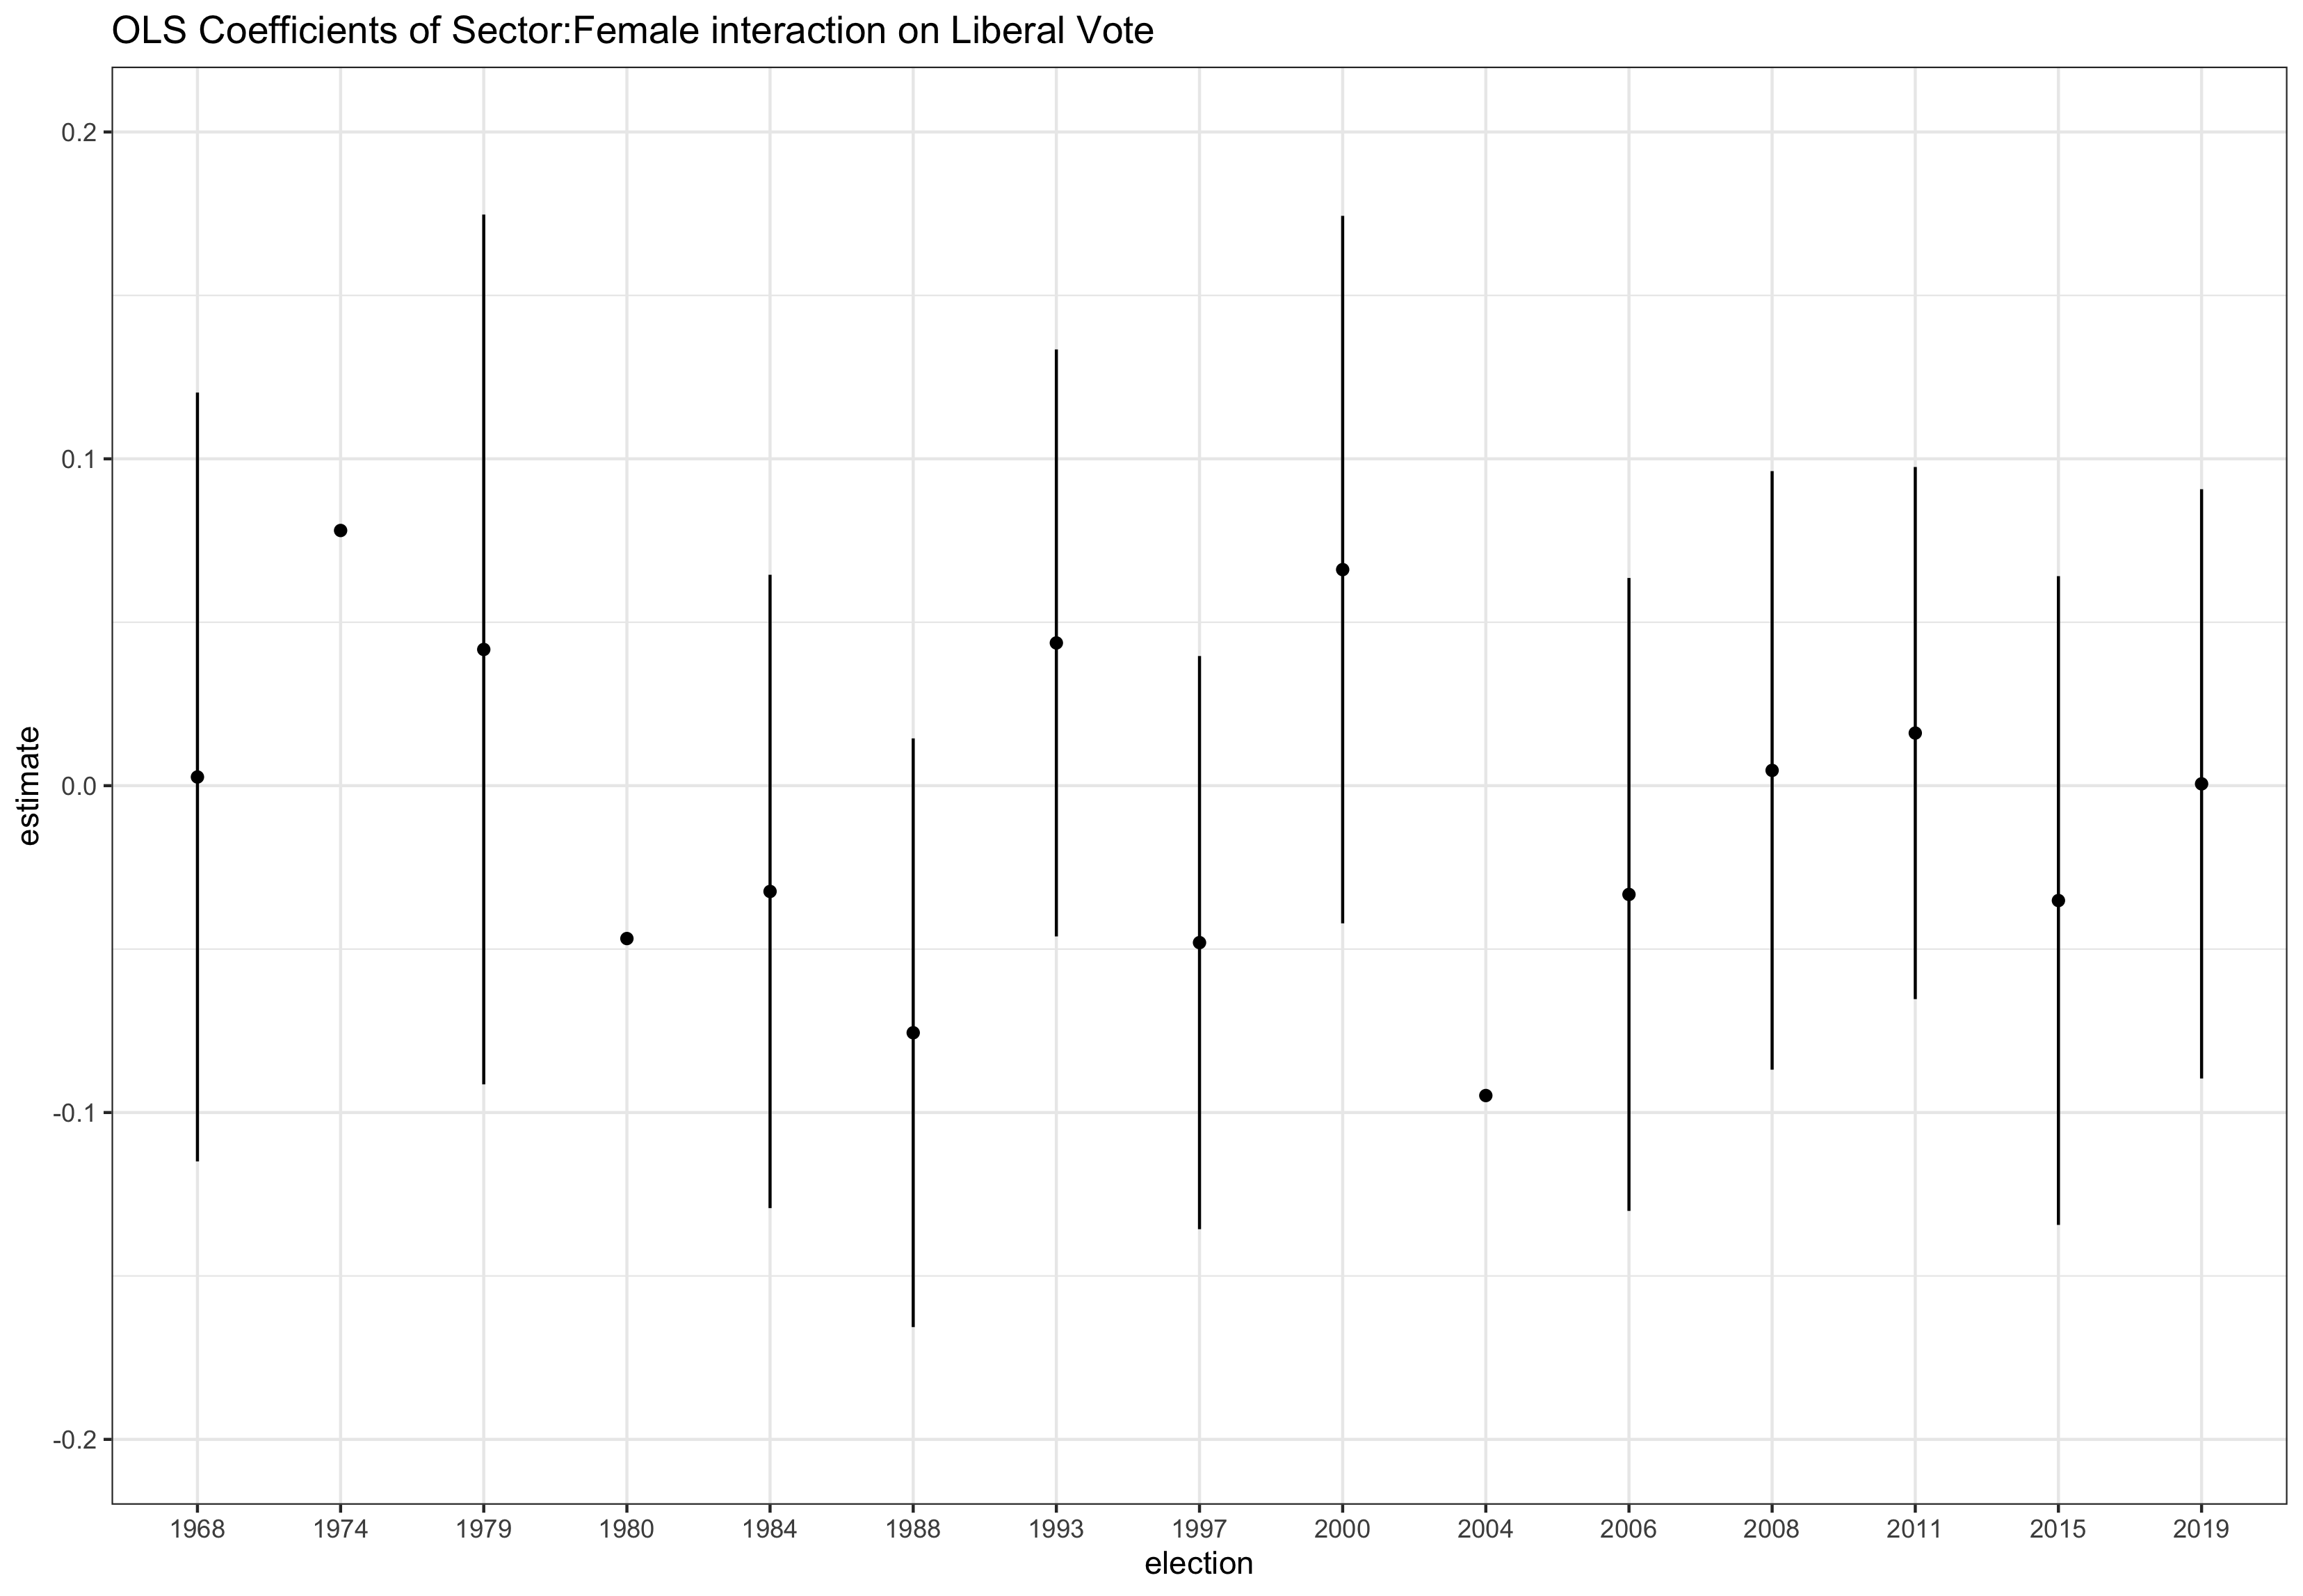 OLS Coefficients of Sector:Female interaction on Liberal Vote
0.2
0.1
0.0
-0.1
-0.2
estimate
1968 1974 1979 1980 1984 1988 1993 1997 2000 2004 2006 2008 2011 2015 2019
election